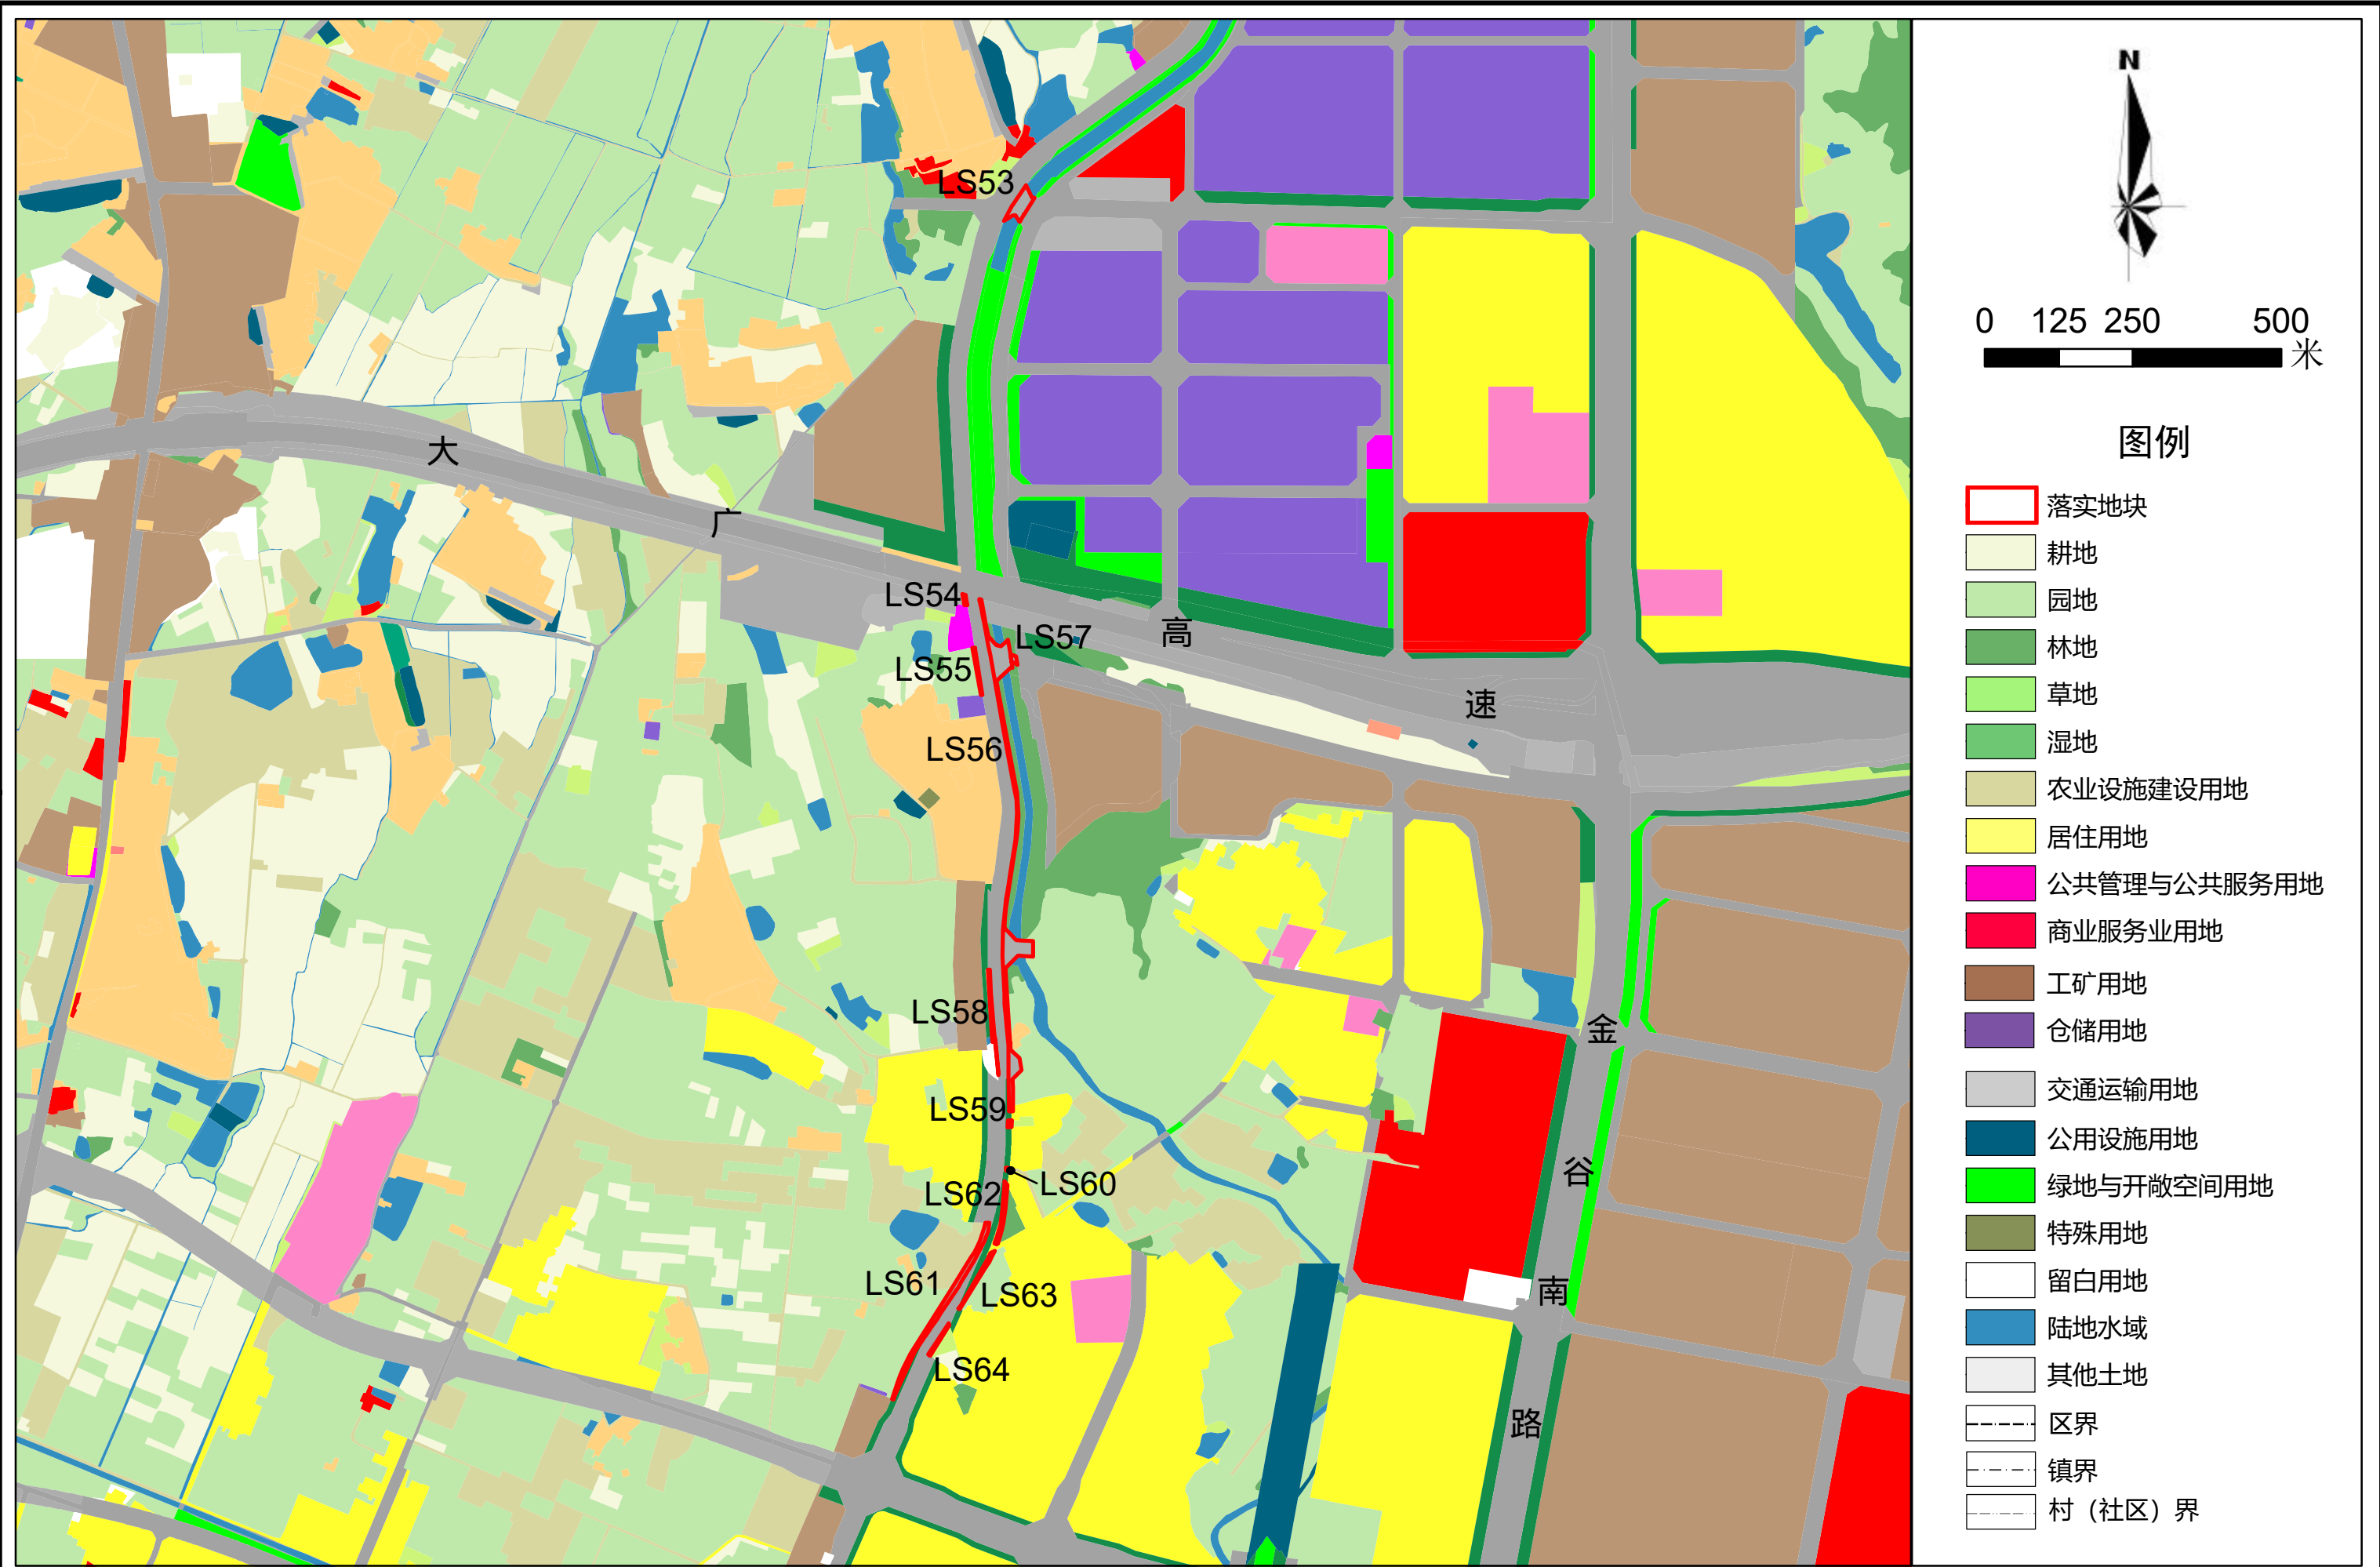 N
0 125 250 500
米
图例
落实地块
耕地
园地
林地
草地
湿地
农业设施建设用地
居住用地
公共管理与公共服务用地
商业服务业用地
工矿用地
仓储用地
交通运输用地
公用设施用地
绿地与开敞空间用地
特殊用地
留白用地
陆地水域
其他土地
区界
镇界
村（社区）界
LS53
大
广
高
速
LS54
LS57
LS55
LS56
LS58
LS59
LS60
LS62
LS61
LS63
LS64
金
谷
南
路